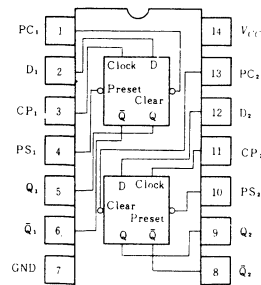 PC₁ 1 14 V_CC
D₁ 2 Clock D 13 PC₂
CP₁ 3 Preset Clear 12 D₂
PS₁ 4 Q̄ Q 11 CP₁
Q₁ 5 D Clock 10 PS₂
Q̄₁ 6 Clear Preset 9 Q₂
GND 7 Q Q̄ 8 Q̄₂